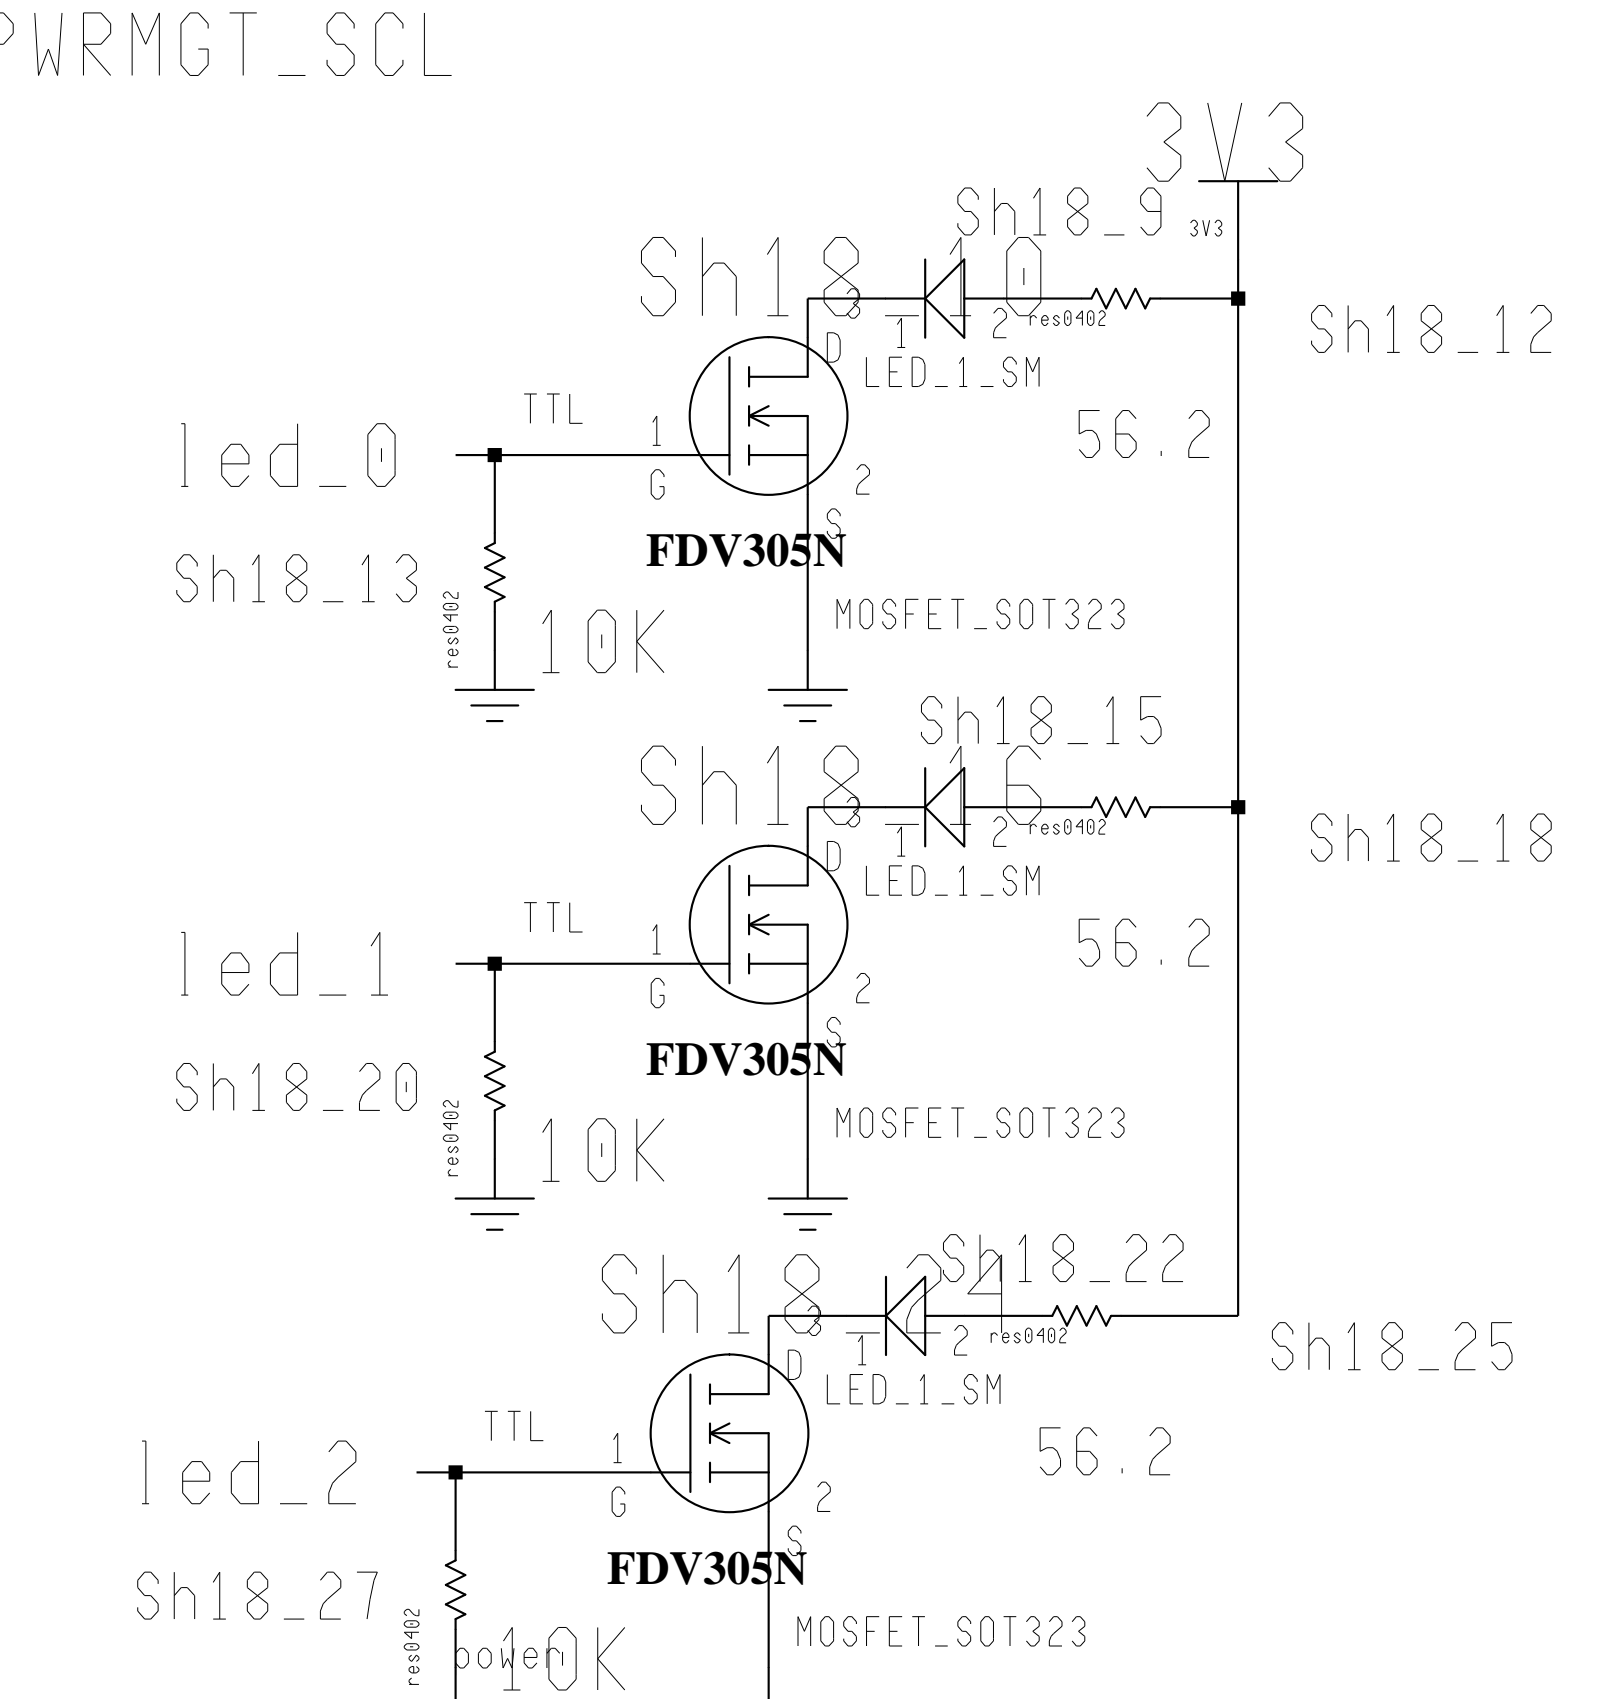 PWRMGT_SCL
3V3
Sh18_9
3V3
Sh18_10
3
res0402
1
2
Sh18_12
D
LED_1_SM
TTL
1
56.2
led_0
G
2
S
FDV305N
Sh18_13
res0402
10K
MOSFET_SOT323
Sh18_15
Sh18_16
3
res0402
1
2
Sh18_18
D
LED_1_SM
TTL
1
56.2
led_1
G
2
S
FDV305N
Sh18_20
res0402
10K
MOSFET_SOT323
Sh18_22
Sh18_24
3
res0402
1
2
Sh18_25
D
LED_1_SM
TTL
1
56.2
led_2
G
2
S
FDV305N
Sh18_27
res0402
10K
power
MOSFET_SOT323